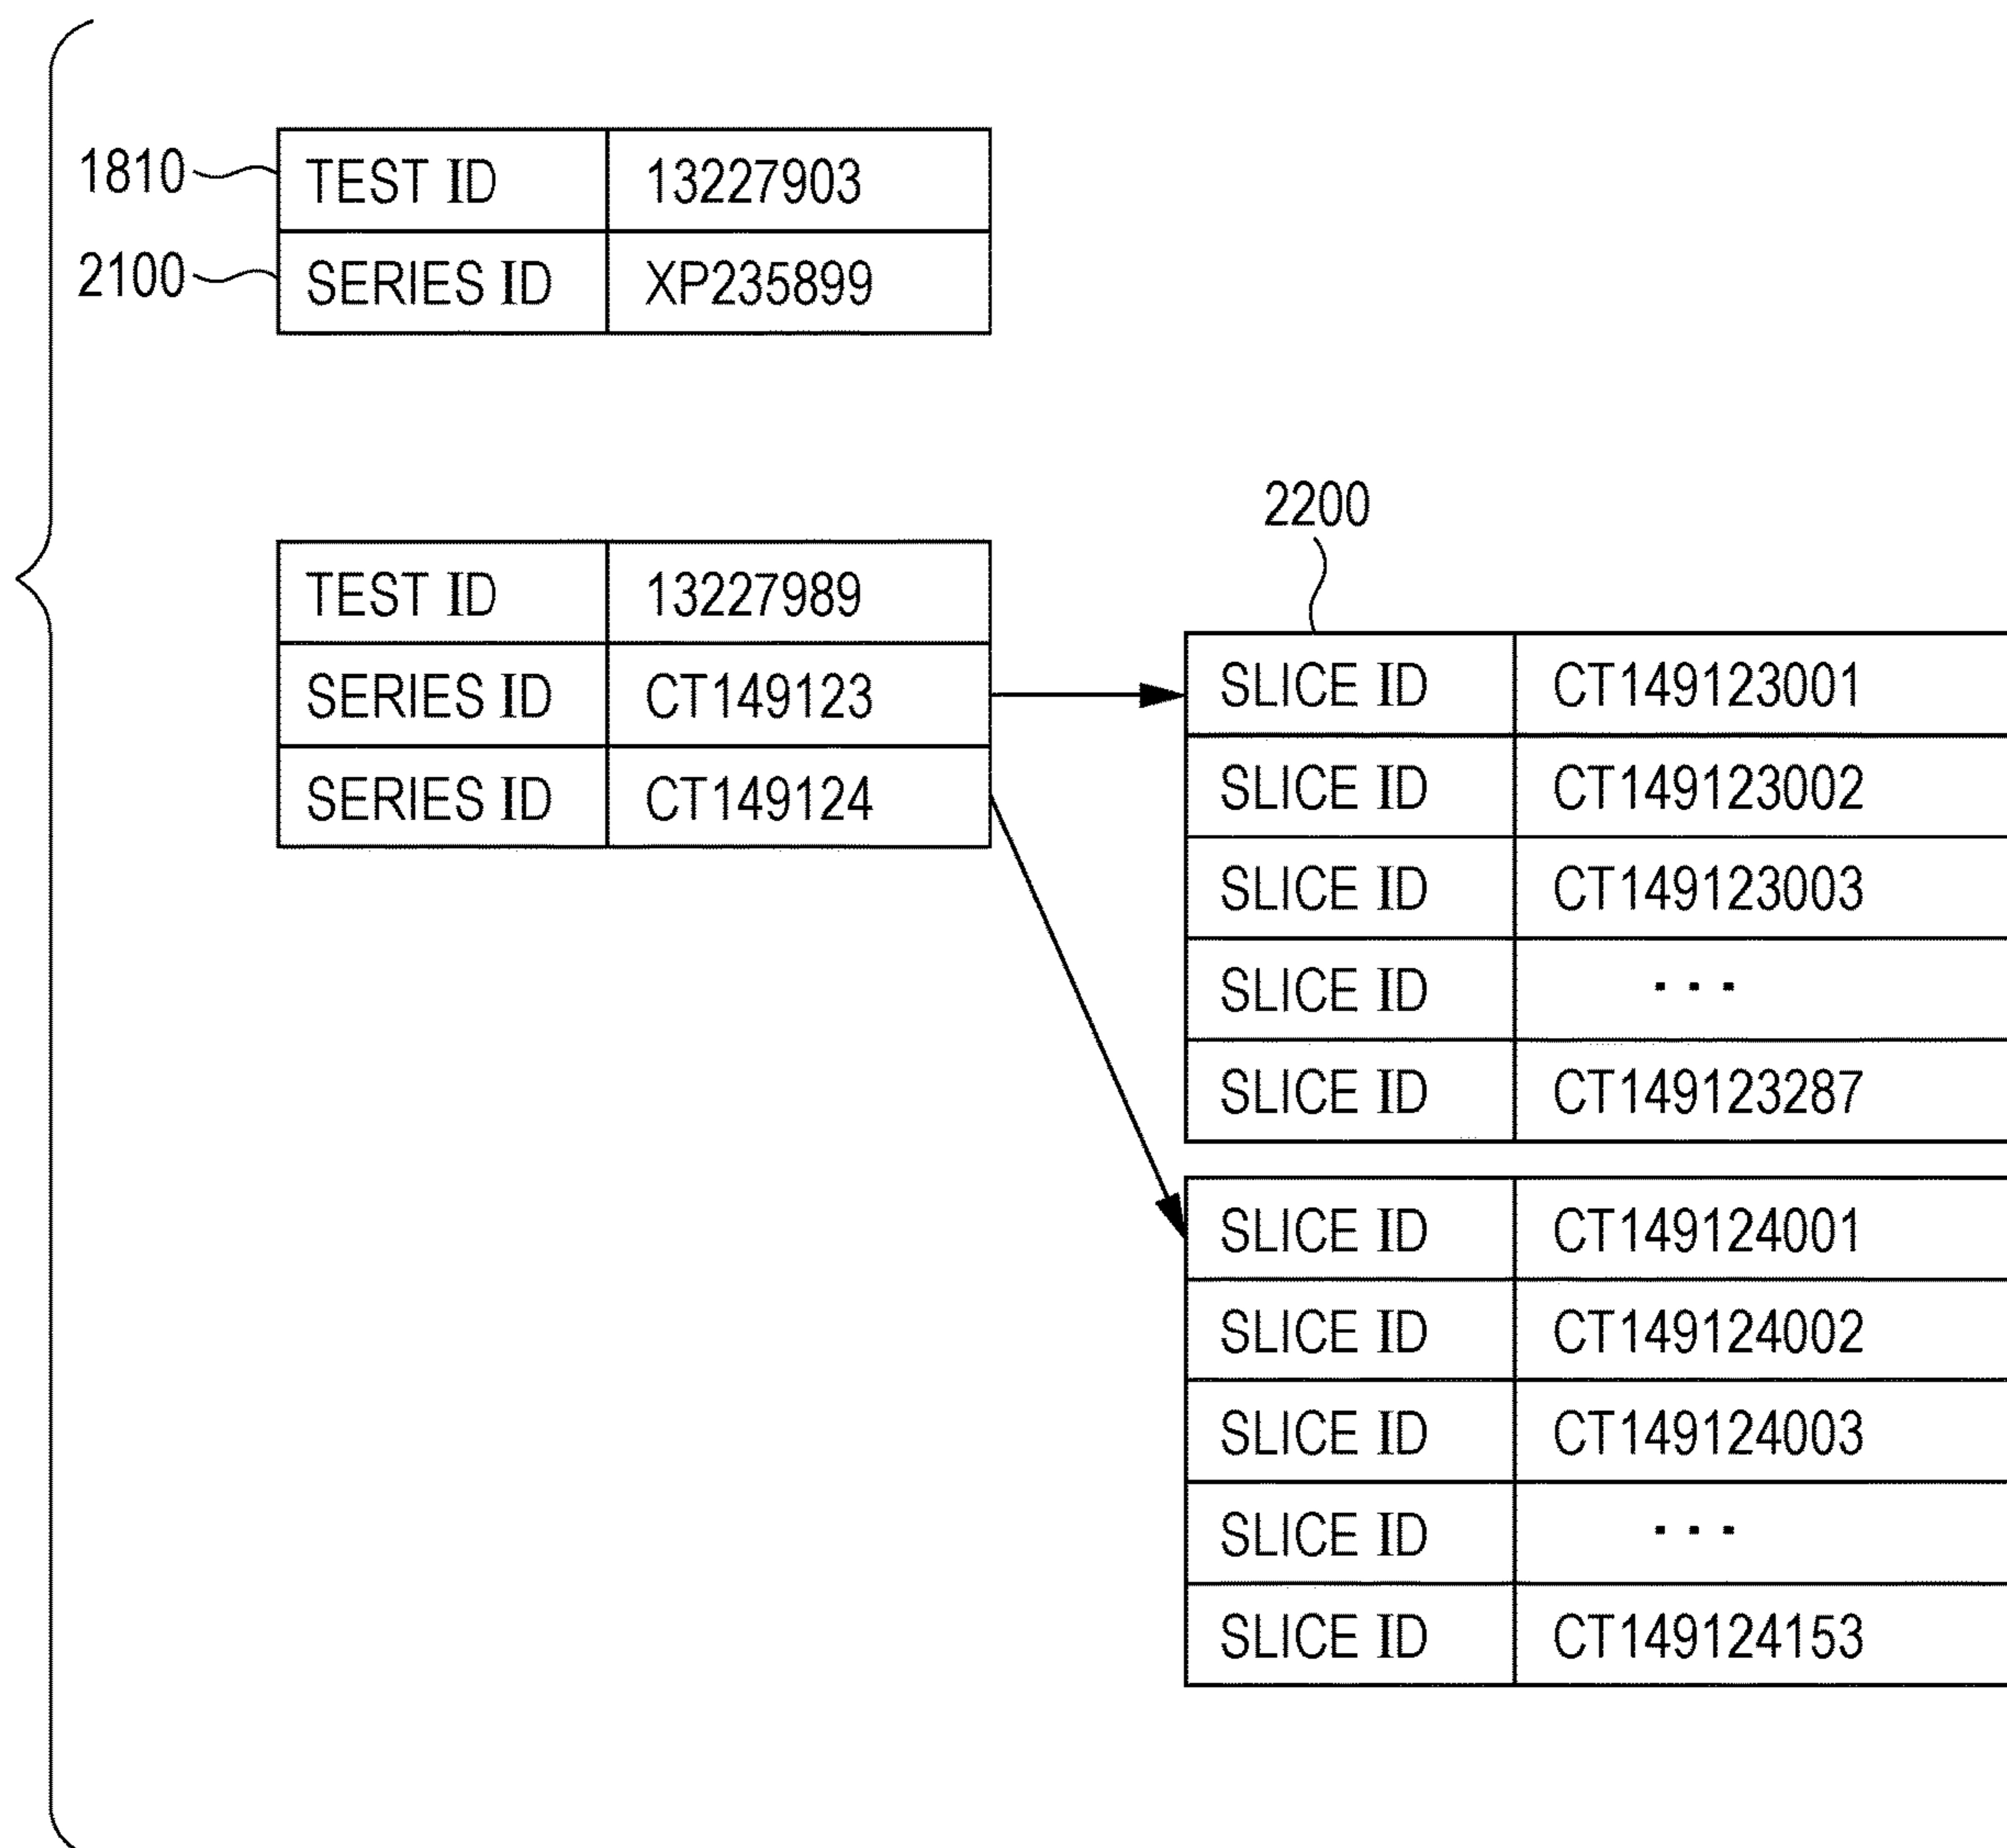 1810
TEST ID 13227903
2100
SERIES ID XP235899
TEST ID 13227989
SERIES ID CT149123
SERIES ID CT149124
2200
SLICE ID CT149123001
SLICE ID CT149123002
SLICE ID CT149123003
SLICE ID ...
SLICE ID CT149123287
SLICE ID CT149124001
SLICE ID CT149124002
SLICE ID CT149124003
SLICE ID ...
SLICE ID CT149124153